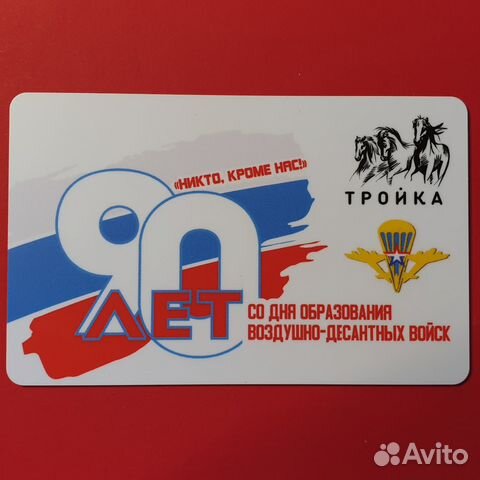 «НИКТО, КРОМЕ НАС!»
ТРОЙКА
90
ЛЕТ
СО ДНЯ ОБРАЗОВАНИЯ
ВОЗДУШНО-ДЕСАНТНЫХ ВОЙСК
Avito